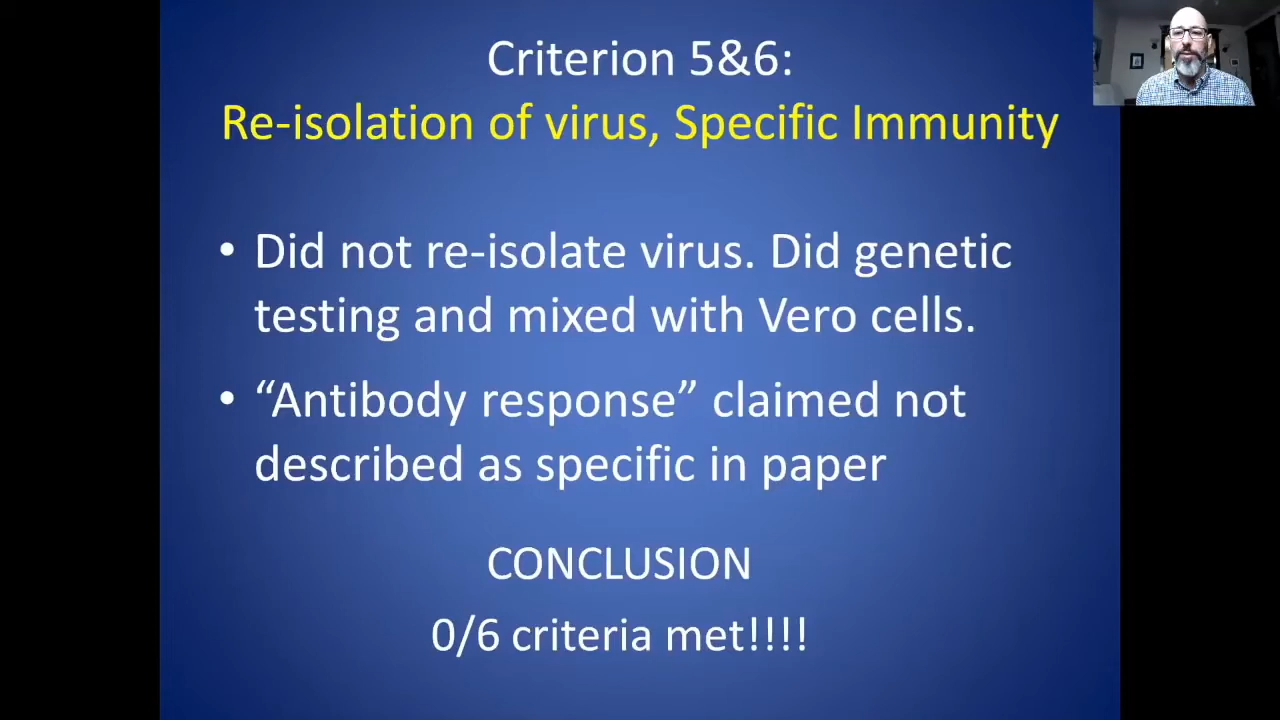 Criterion 5&6:
Re-isolation of virus, Specific Immunity
• Did not re-isolate virus. Did genetic
testing and mixed with Vero cells.
• “Antibody response” claimed not
described as specific in paper
CONCLUSION
0/6 criteria met!!!!